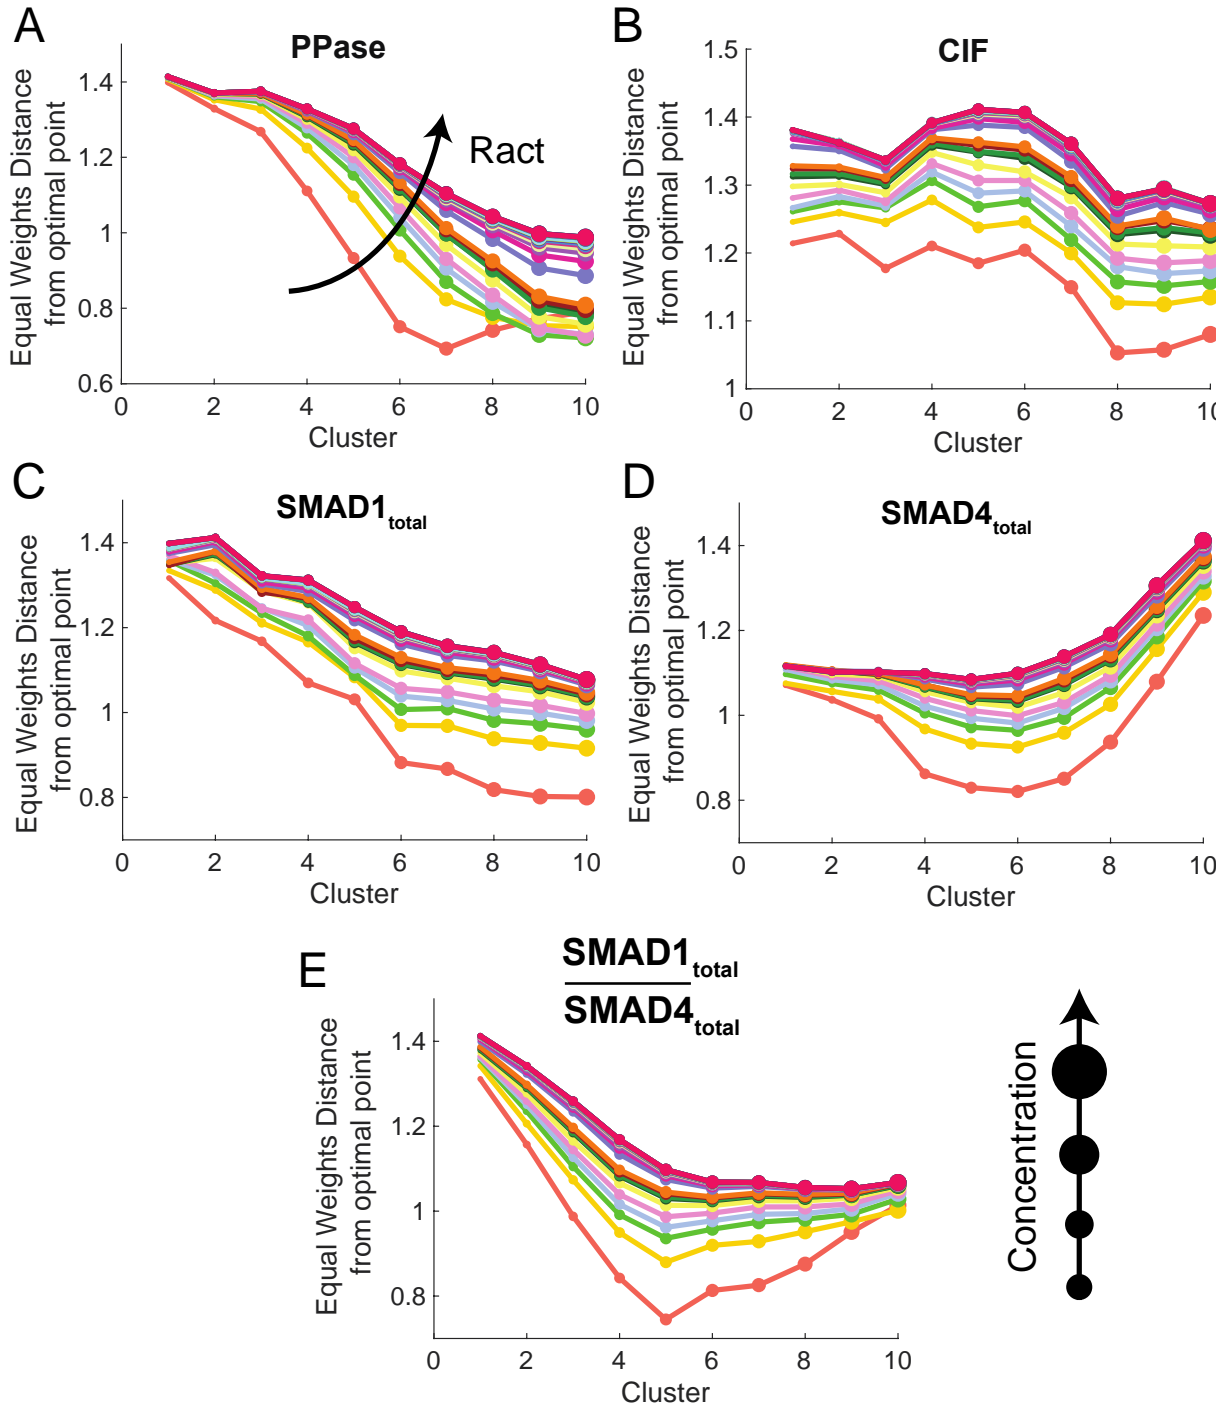 A
PPase
Equal Weights Distance
from optimal point
1.4
1.2
1
0.8
0.6
0
2
4
6
8
10
Cluster
Ract
B
CIF
Equal Weights Distance
from optimal point
1.5
1.4
1.3
1.2
1.1
1
0
2
4
6
8
10
Cluster
C
SMAD1total
Equal Weights Distance
from optimal point
1.4
1.2
1
0.8
0
2
4
6
8
10
Cluster
D
SMAD4total
Equal Weights Distance
from optimal point
1.4
1.2
1
0.8
0
2
4
6
8
10
Cluster
E
SMAD1total
SMAD4total
Equal Weights Distance
from optimal point
1.4
1.2
1
0.8
0
2
4
6
8
10
Cluster
Concentration